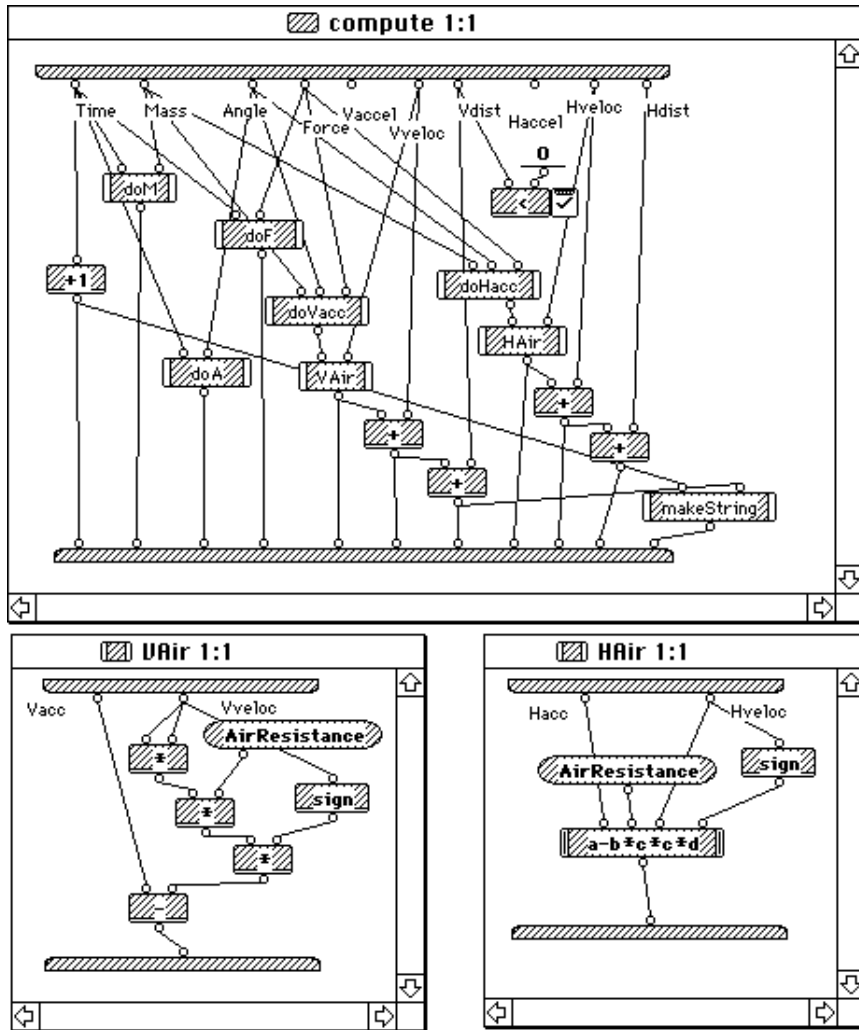 compute 1:1
Time Mass Angle Force Vaccel Vveloc Vdist Haccel Hveloc Hdist
0
doM
<
doF
+1
doHacc
doVacc
HAir
doA
VAir
+
+
+
+
makeString
VAir 1:1
Vacc Vveloc
AirResistance
*
sign
*
*
-
HAir 1:1
Hacc Hveloc
sign
AirResistance
a-b*c*c*d